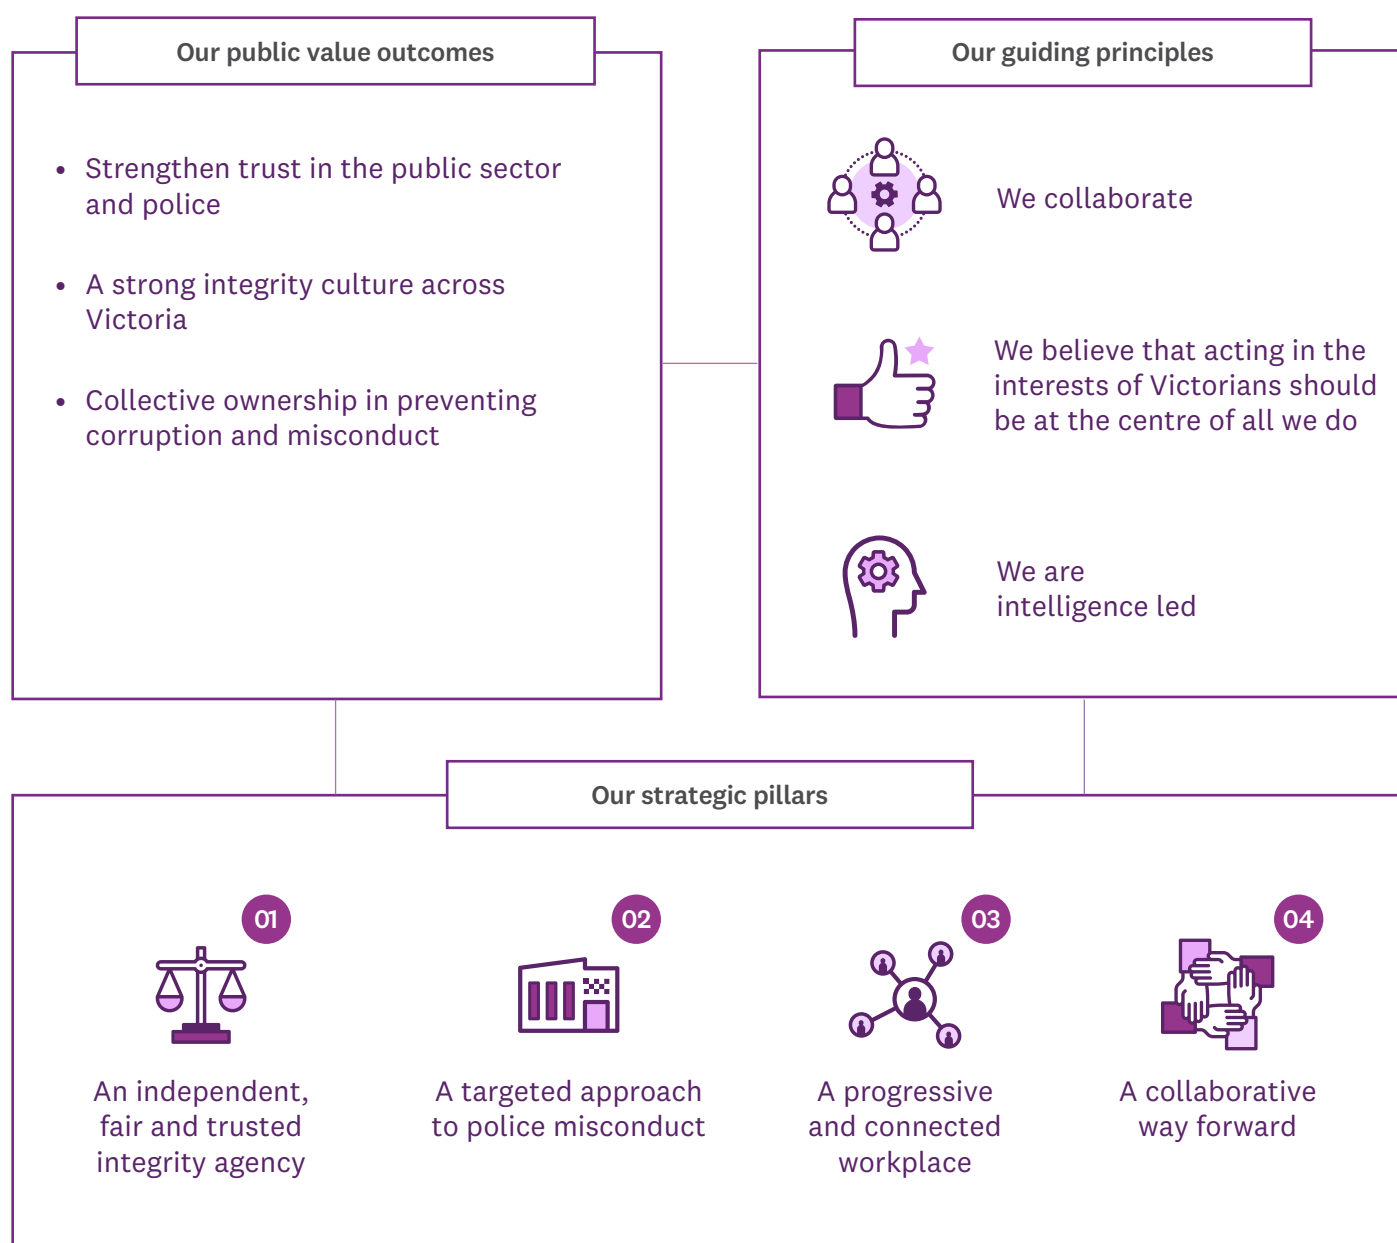 Our public value outcomes
• Strengthen trust in the public sector
and police
• A strong integrity culture across
Victoria
• Collective ownership in preventing
corruption and misconduct
Our guiding principles
We collaborate
We believe that acting in the
interests of Victorians should
be at the centre of all we do
We are
intelligence led
Our strategic pillars
01
An independent,
fair and trusted
integrity agency
02
A targeted approach
to police misconduct
03
A progressive
and connected
workplace
04
A collaborative
way forward